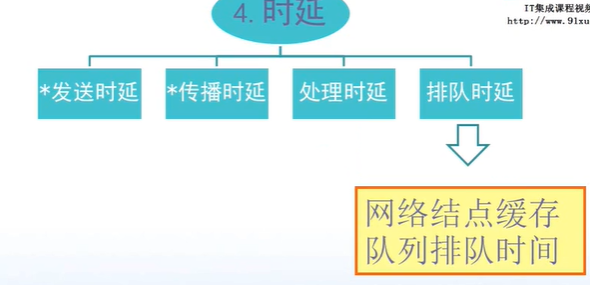 4. 时延
IT集成课程视频
http://www.91xu
*发送时延
*传播时延
处理时延
排队时延
网络结点缓存
队列排队时间